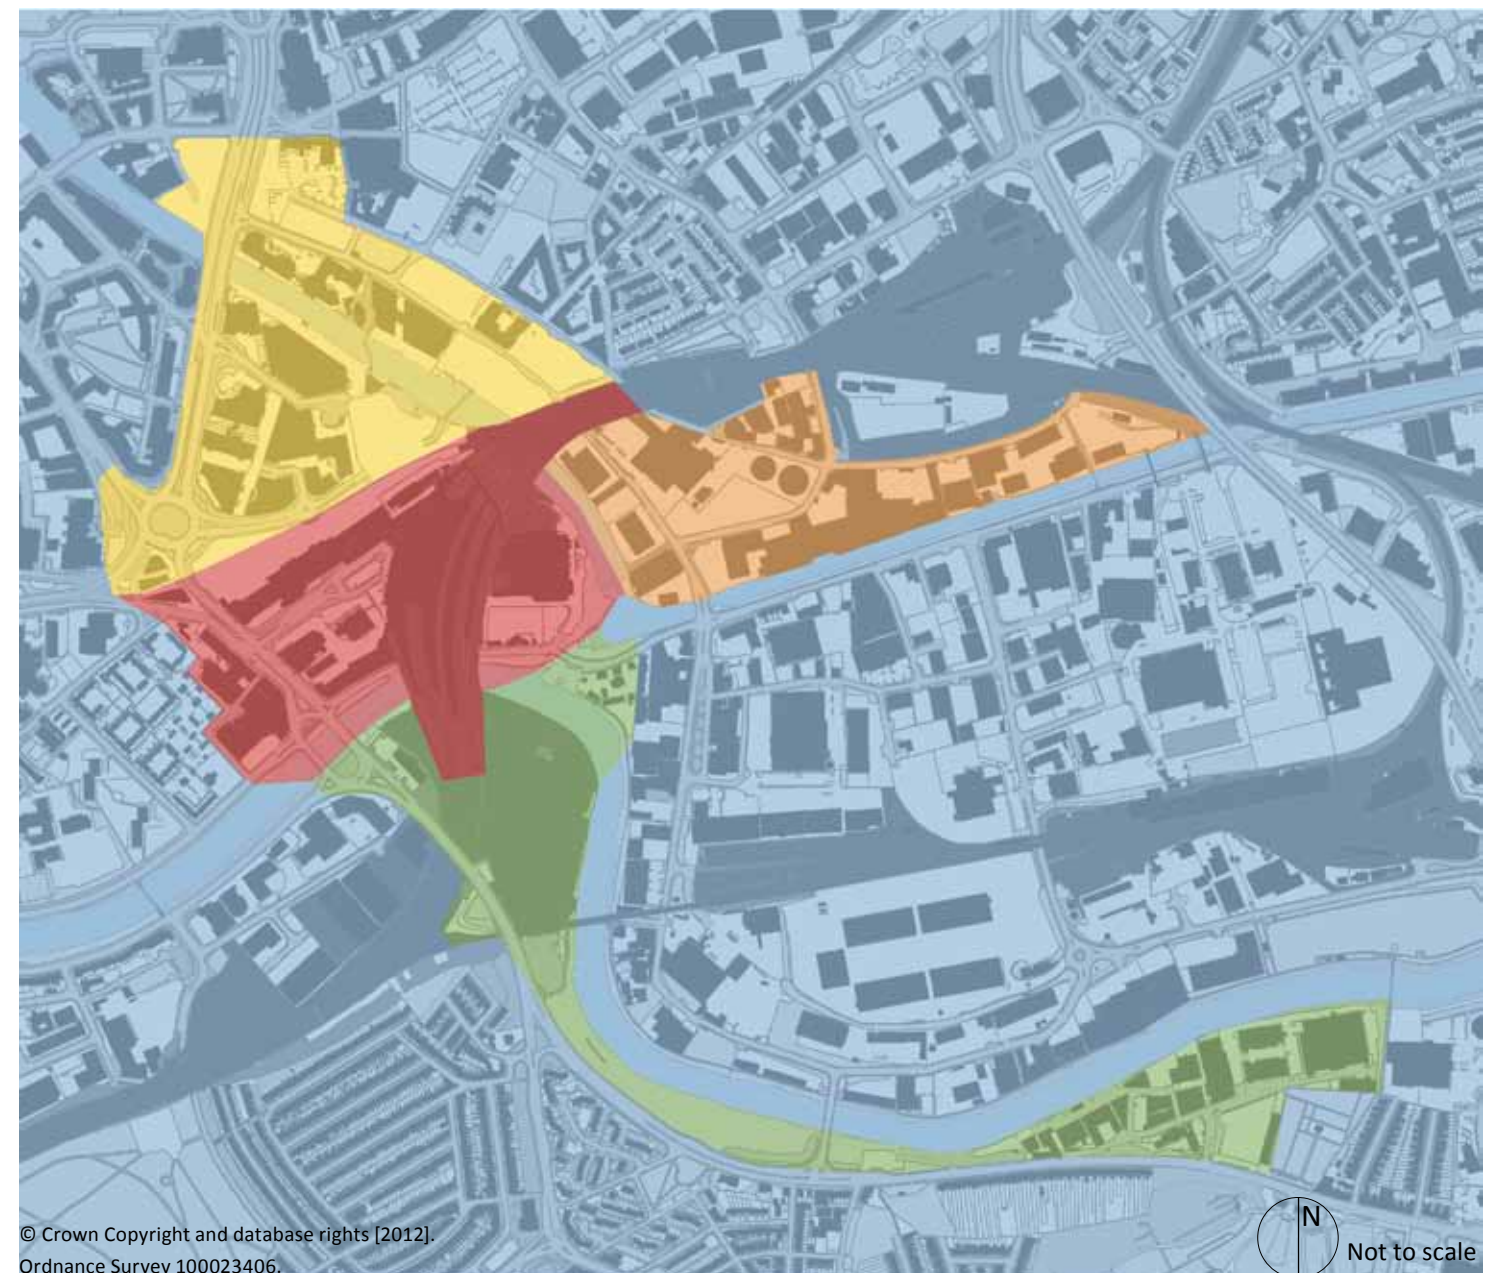 © Crown Copyright and database rights [2012].
Ordnance Survey 100023406.
N
Not to scale